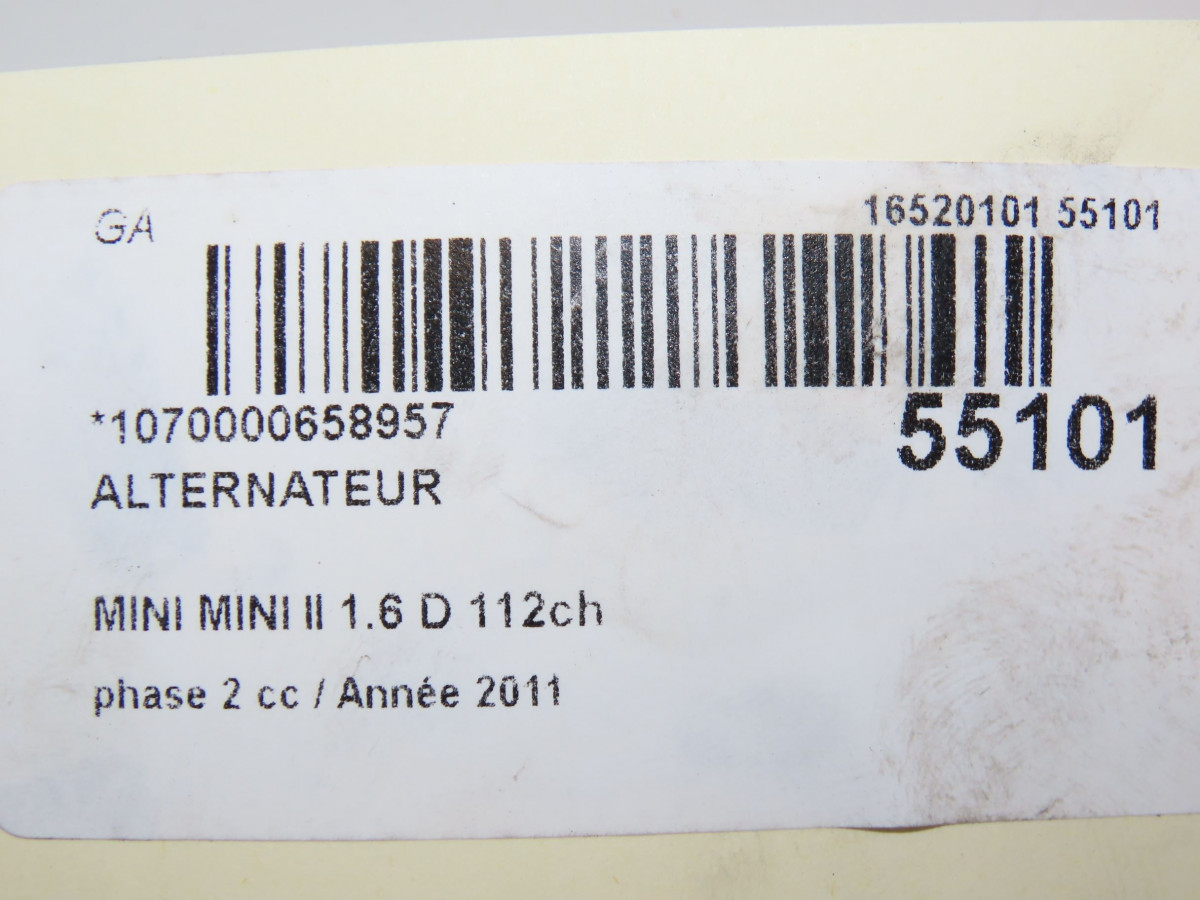 GA
16520101 55101
*1070000658957
55101
ALTERNATEUR
MINI MINI II 1.6 D 112ch
phase 2 cc / Année 2011